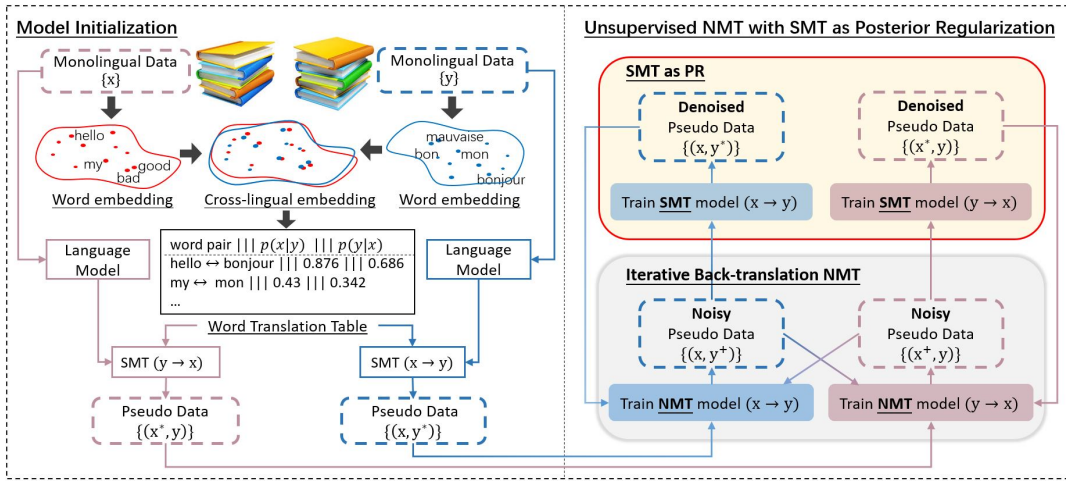 Model Initialization
Monolingual Data
{x}
Monolingual Data
{y}
hello
my
good
bad
Word embedding
Cross-lingual embedding
mauvaise
bon
mon
bonjour
Word embedding
word pair ||| p(x|y) ||| p(y|x)
hello ↔ bonjour ||| 0.876 ||| 0.686
my ↔ mon ||| 0.43 ||| 0.342
...
Language
Model
Language
Model
Word Translation Table
SMT (y → x)
SMT (x → y)
Pseudo Data
{(x*, y)}
Pseudo Data
{(x, y*)}
Unsupervised NMT with SMT as Posterior Regularization
SMT as PR
Denoised
Pseudo Data
{(x, y*)}
Denoised
Pseudo Data
{(x*, y)}
Train SMT model (x → y)
Train SMT model (y → x)
Iterative Back-translation NMT
Noisy
Pseudo Data
{(x, y+)}
Noisy
Pseudo Data
{(x+, y)}
Train NMT model (x → y)
Train NMT model (y → x)